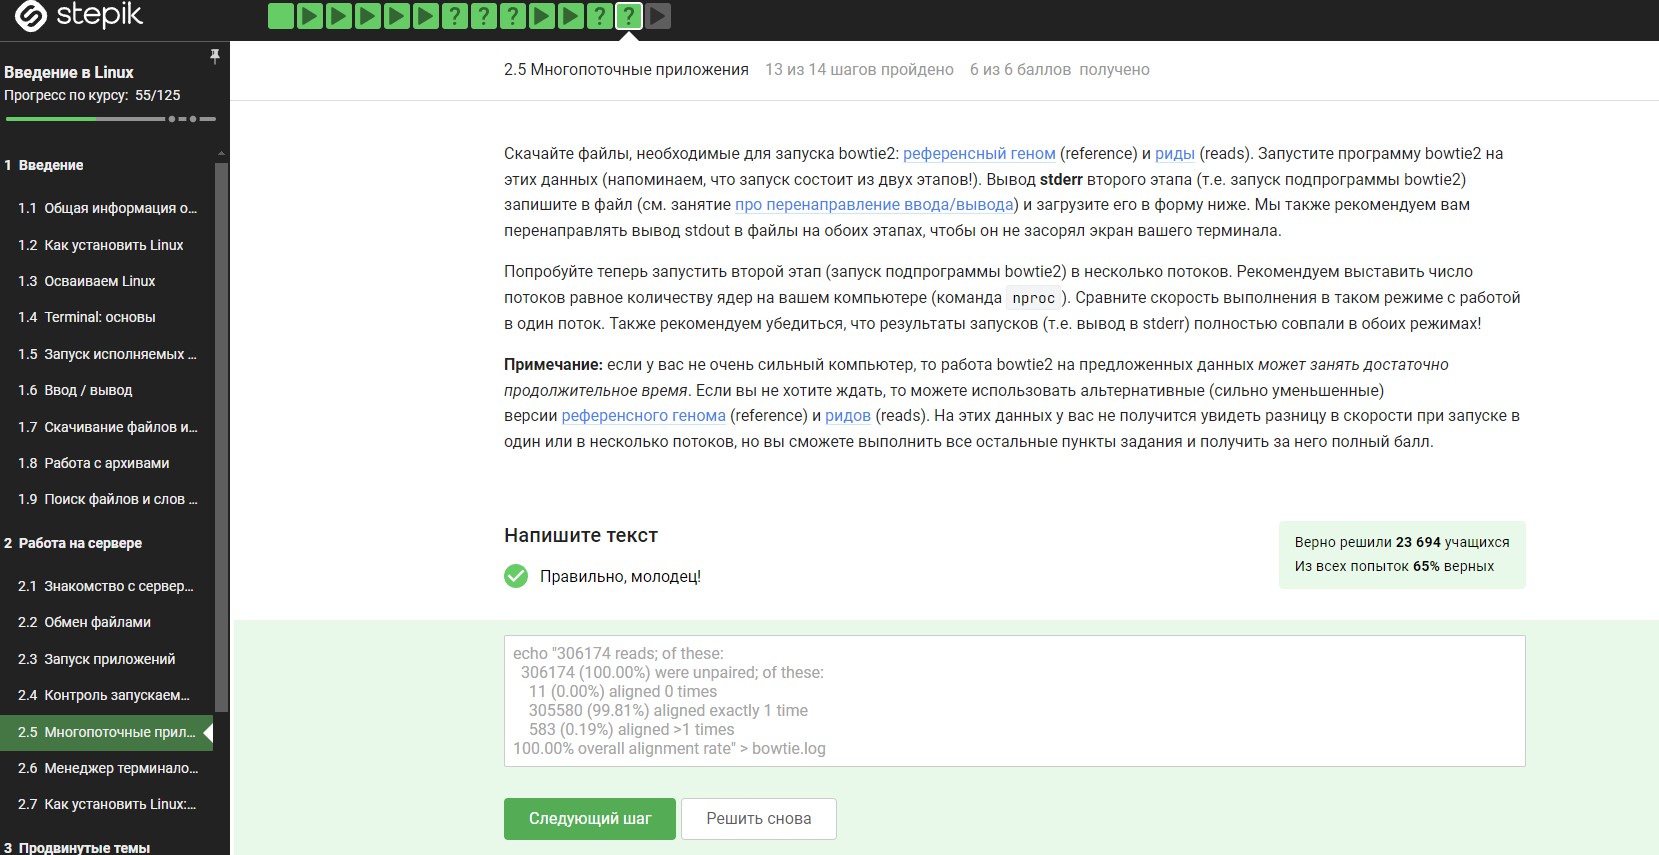 stepik
? ? ? ? ?
Введение в Linux
Прогресс по курсу: 55/125
1 Введение
1.1 Общая информация о...
1.2 Как установить Linux
1.3 Осваиваем Linux
1.4 Terminal: основы
1.5 Запуск исполняемых ...
1.6 Ввод / вывод
1.7 Скачивание файлов и...
1.8 Работа с архивами
1.9 Поиск файлов и слов ...
2 Работа на сервере
2.1 Знакомство с сервер...
2.2 Обмен файлами
2.3 Запуск приложений
2.4 Контроль запускаем...
2.5 Многопоточные прил...
2.6 Менеджер терминало...
2.7 Как установить Linux:...
3 Продвинутые темы
2.5 Многопоточные приложения 13 из 14 шагов пройдено 6 из 6 баллов получено
Скачайте файлы, необходимые для запуска bowtie2: референсный геном (reference) и риды (reads). Запустите программу bowtie2 на
этих данных (напоминаем, что запуск состоит из двух этапов!). Вывод stderr второго этапа (т.е. запуск подпрограммы bowtie2)
запишите в файл (см. занятие про перенаправление ввода/вывода) и загрузите его в форму ниже. Мы также рекомендуем вам
перенаправлять вывод stdout в файлы на обоих этапах, чтобы он не засорял экран вашего терминала.
Попробуйте теперь запустить второй этап (запуск подпрограммы bowtie2) в несколько потоков. Рекомендуем выставить число
потоков равное количеству ядер на вашем компьютере (команда nproc ). Сравните скорость выполнения в таком режиме с работой
в один поток. Также рекомендуем убедиться, что результаты запусков (т.е. вывод в stderr) полностью совпали в обоих режимах!
Примечание: если у вас не очень сильный компьютер, то работа bowtie2 на предложенных данных может занять достаточно
продолжительное время. Если вы не хотите ждать, то можете использовать альтернативные (сильно уменьшенные)
версии референсного генома (reference) и ридов (reads). На этих данных у вас не получится увидеть разницу в скорости при запуске в
один или в несколько потоков, но вы сможете выполнить все остальные пункты задания и получить за него полный балл.
Напишите текст
Правильно, молодец!
Верно решили 23 694 учащихся
Из всех попыток 65% верных
echo "306174 reads; of these:
306174 (100.00%) were unpaired; of these:
11 (0.00%) aligned 0 times
305580 (99.81%) aligned exactly 1 time
583 (0.19%) aligned >1 times
100.00% overall alignment rate" > bowtie.log
Следующий шаг Решить снова